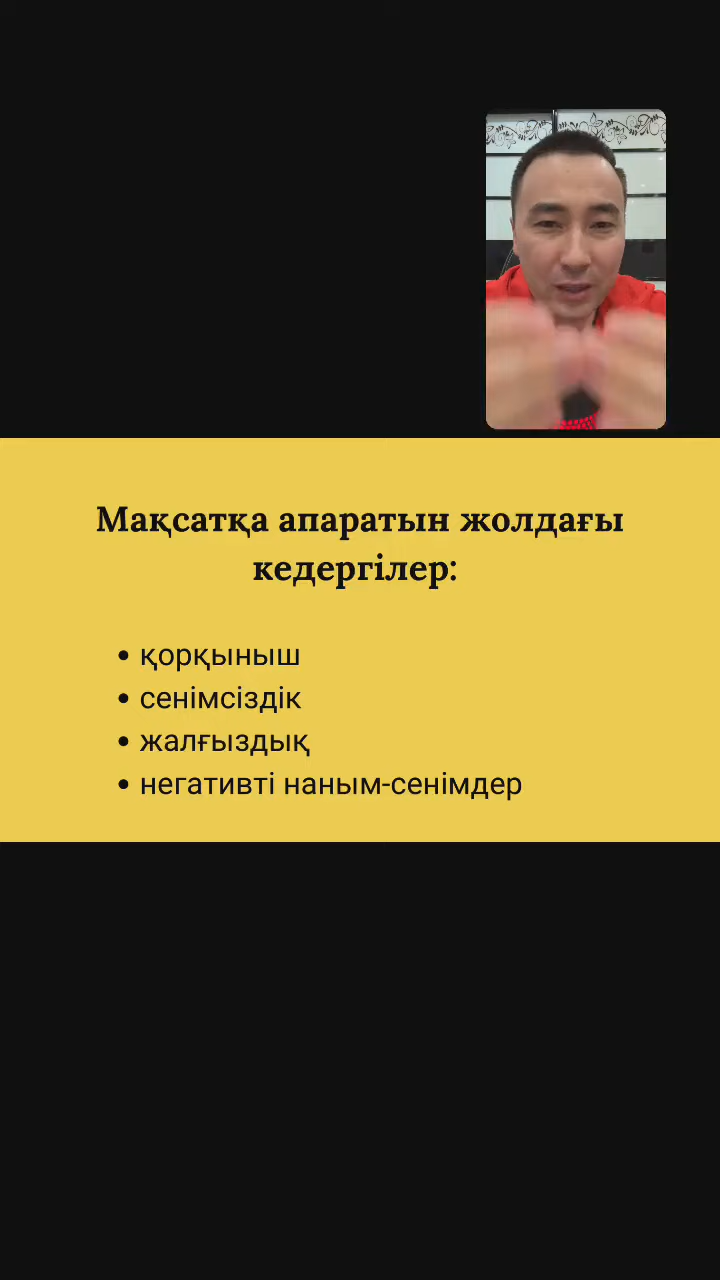 Мақсатқа апаратын жолдағы
кедергілер:
• қорқыныш
• сенімсіздік
• жалғыздық
• негативті наным-сенімдер